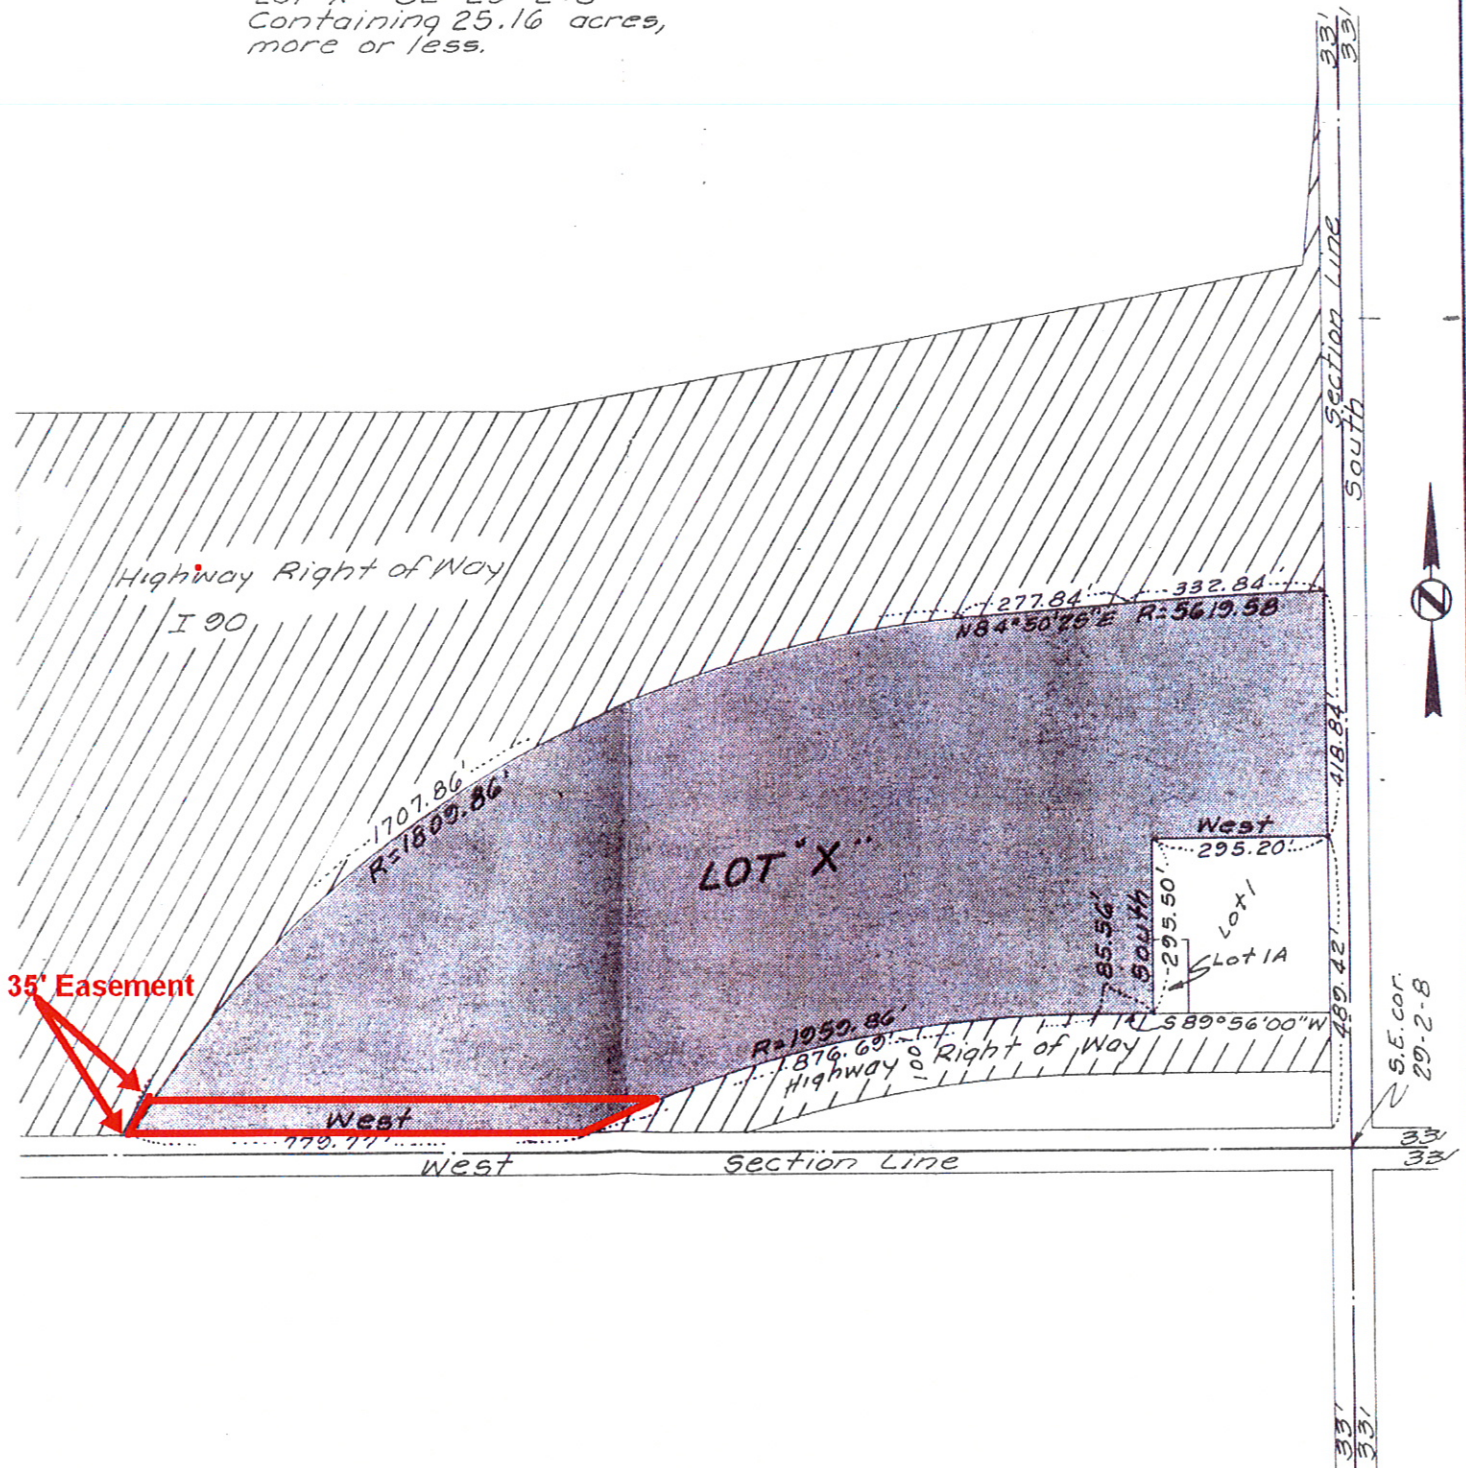 Containing 25.16 acres,
more or less.
33'
33'
Section Line
South
Highway Right of Way
I 90
277.84'
332.84'
N84°50'25"E
R=5619.58
N
1707.86'
R=1809.86'
418.84'
LOT "X"
West
295.20'
85.56'
South
295.50'
Lot 1
Lot 1A
489.42'
35' Easement
R=1959.86'
876.69'
100'
Highway Right of Way
S89°56'00"W
S.E. cor.
29-2-8
West
779.77'
West
Section Line
33'
33'
33'
33'